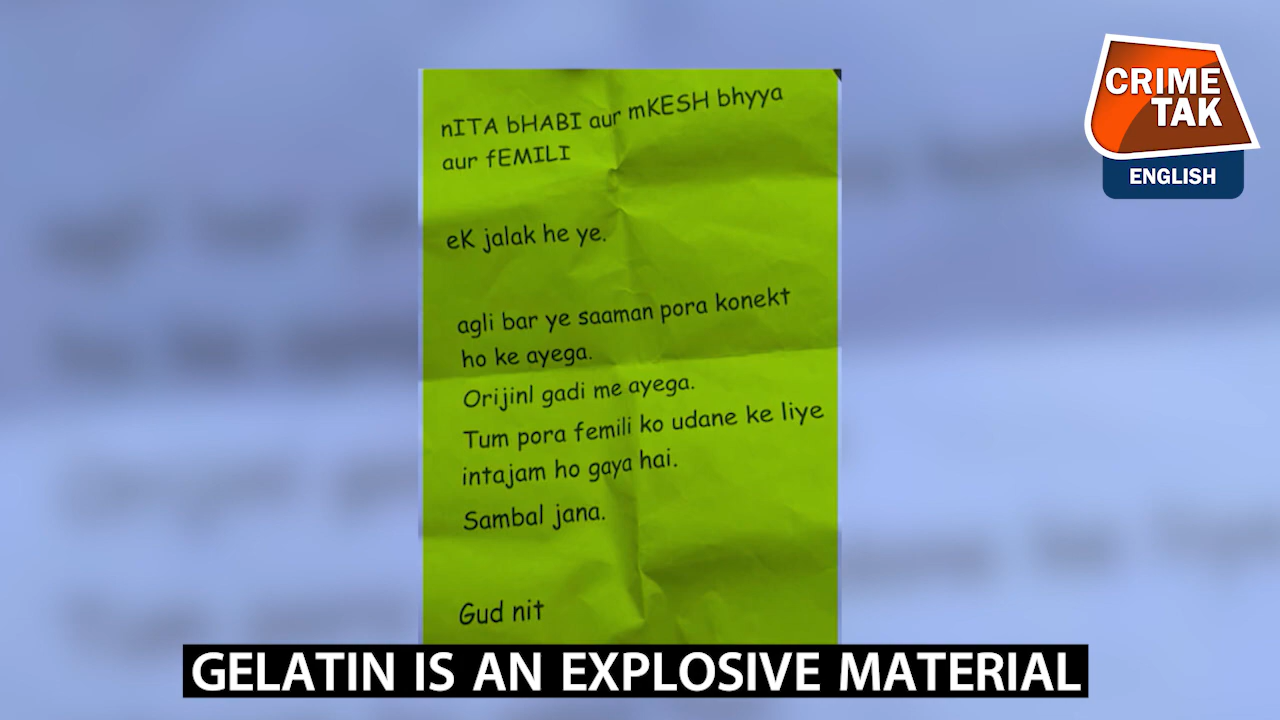 nITA bHABI aur mKESH bhyya
aur fEMILI
eK jalak he ye.
agli bar ye saaman pora konekt
ho ke ayega.
Orijinl gadi me ayega.
Tum pora femili ko udane ke liye
intajam ho gaya hai.
Sambal jana.
Gud nit
CRIME
TAK
ENGLISH
GELATIN IS AN EXPLOSIVE MATERIAL